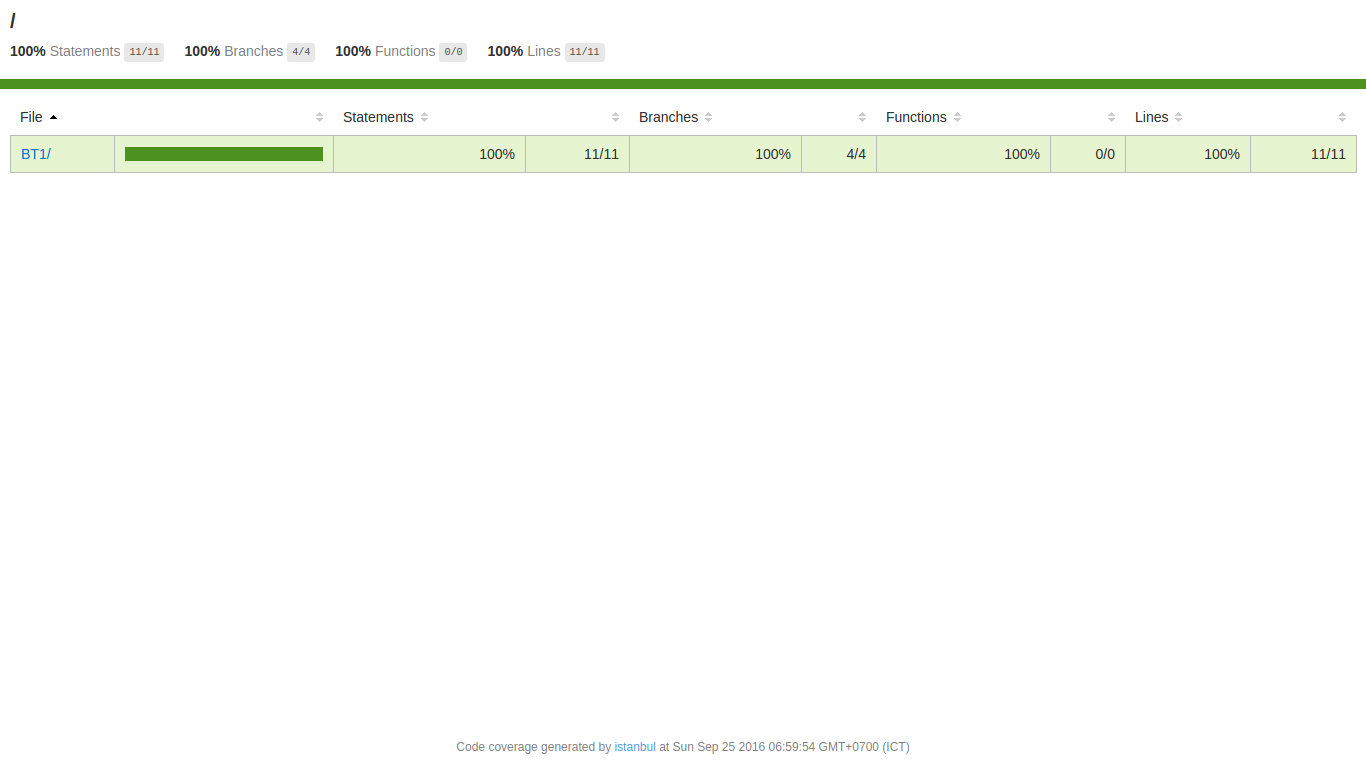 /
100% Statements 11/11 100% Branches 4/4 100% Functions 0/0 100% Lines 11/11
File Statements Branches Functions Lines
BT1/ 100% 11/11 100% 4/4 100% 0/0 100% 11/11
Code coverage generated by istanbul at Sun Sep 25 2016 06:59:54 GMT+0700 (ICT)